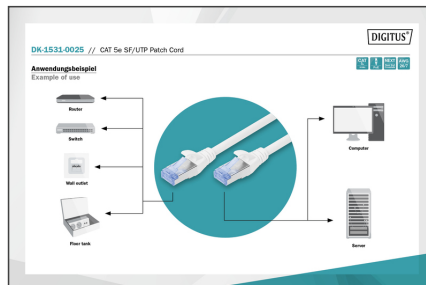 DIGITUS®
DK-1531-0025 // CAT 5e SF/UTP Patch Cord
Anwendungsbeispiel
Example of use
Router
Switch
Wall outlet
Floor tank
Computer
Server